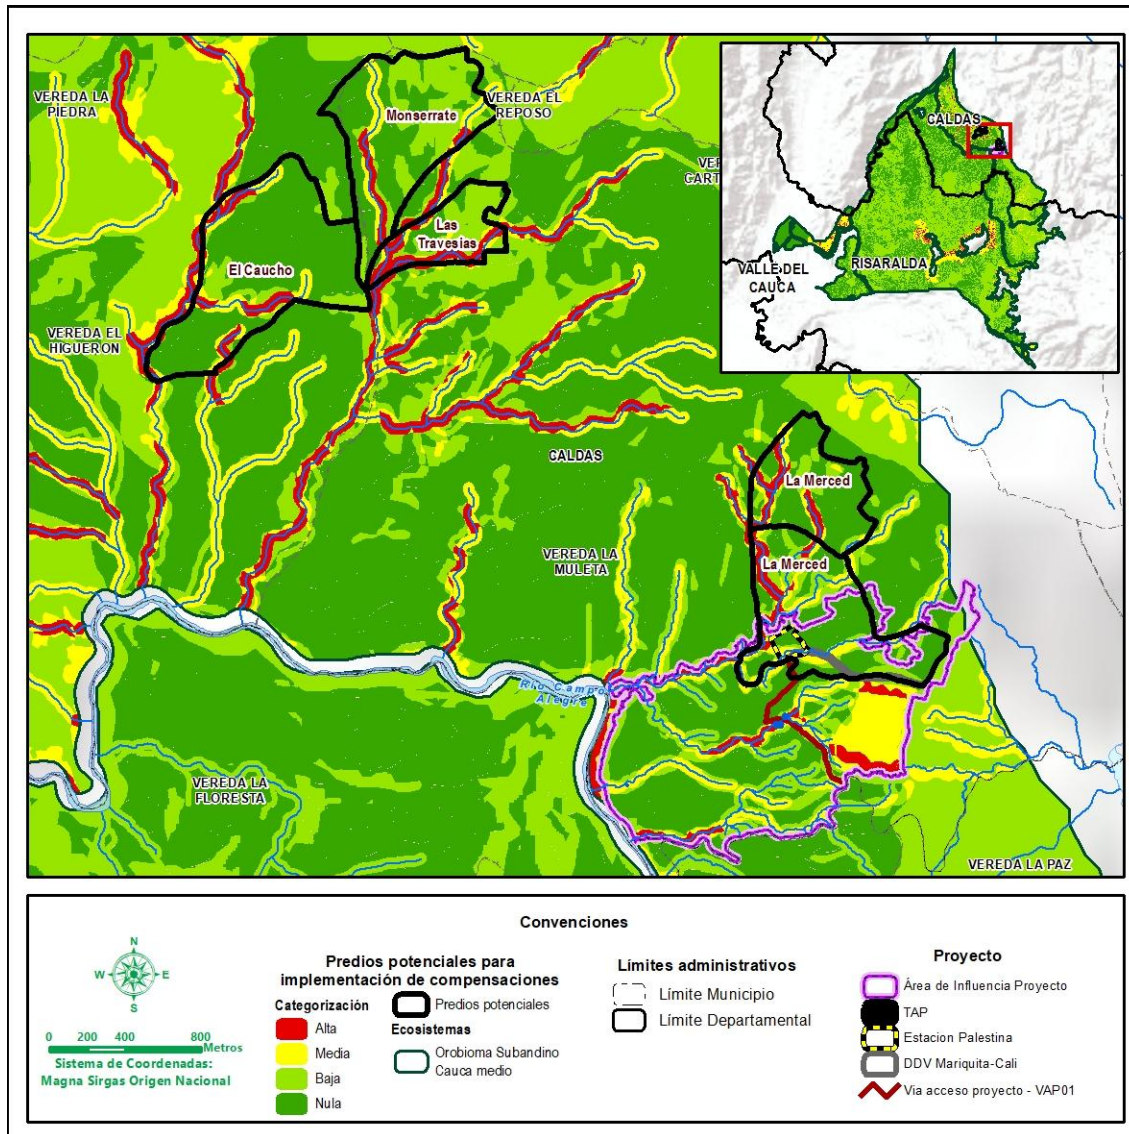 VEREDA LA
PIEDRA
Monserrate
VEREDA EL
REPOSO
VER
CART
Las
Travesias
El Caucho
VEREDA EL
HIGUERON
CALDAS
La Merced
VEREDA LA
MULETA
La Merced
Río Campo
Alegre
VEREDA LA
FLORESTA
VEREDA LA PAZ
CALDAS
RISARALDA
VALLE DEL
CAUCA
Convenciones
N
W
E
S
0 200 400 800
Metros
Sistema de Coordenadas:
Magna Sirgas Origen Nacional
Predios potenciales para
implementación de compensaciones
Categorización
Alta
Media
Baja
Nula
Predios potenciales
Ecosistemas
Orobioma Subandino
Cauca medio
Límites administrativos
Límite Municipio
Límite Departamental
Proyecto
Área de Influencia Proyecto
TAP
Estacion Palestina
DDV Mariquita-Cali
Via acceso proyecto - VAP01